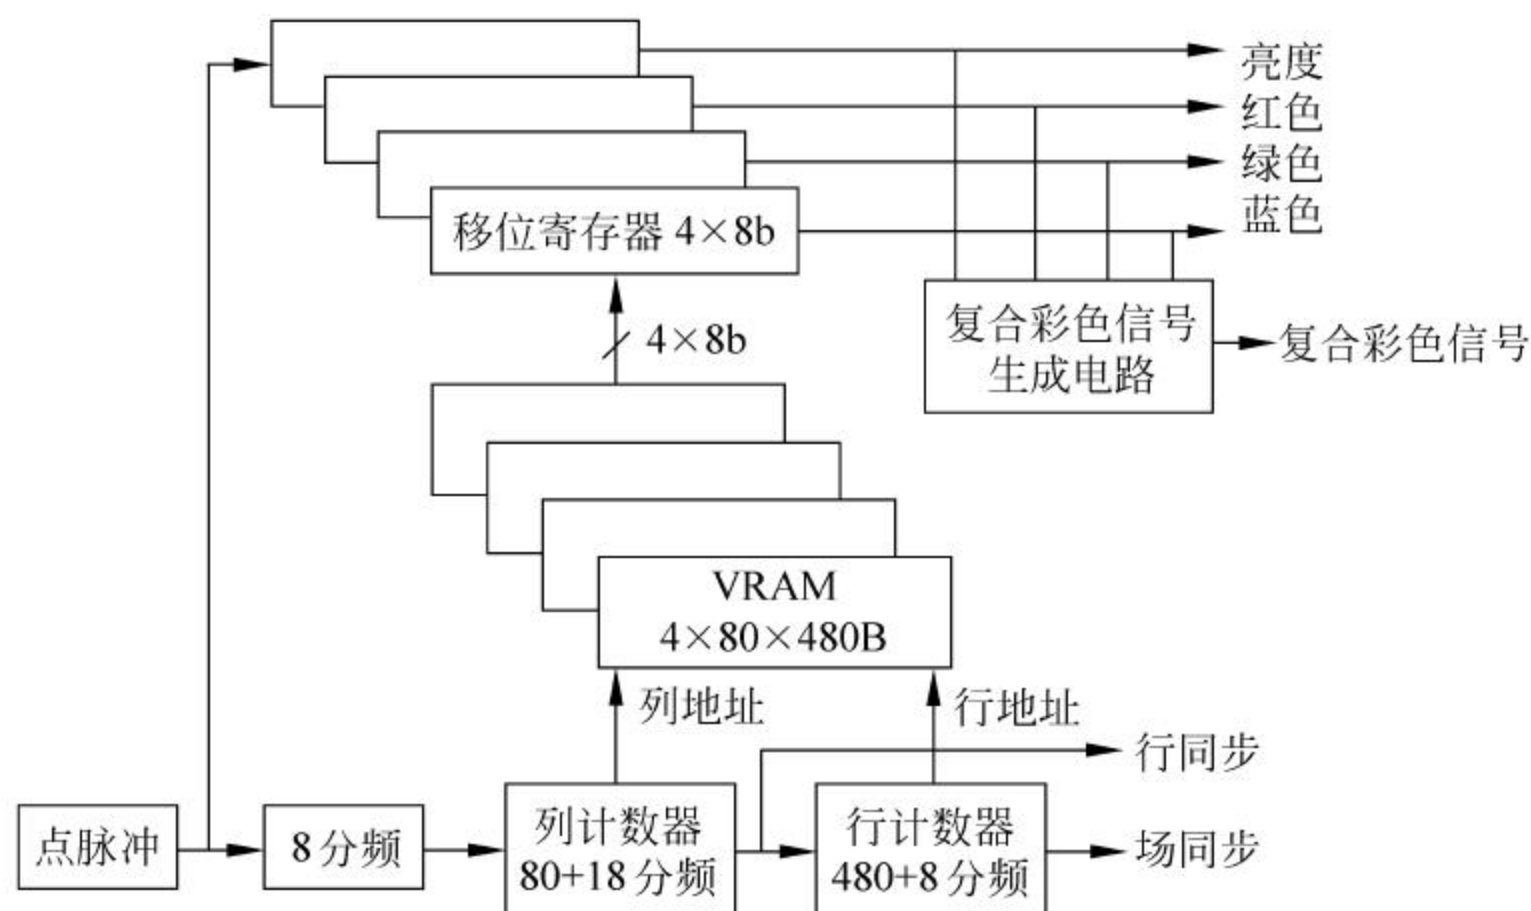 亮度
红色
绿色
蓝色
移位寄存器 4×8b
4×8b
复合彩色信号
生成电路
复合彩色信号
VRAM
4×80×480B
列地址
行地址
行同步
点脉冲
8分频
列计数器
80+18分频
行计数器
480+8分频
场同步